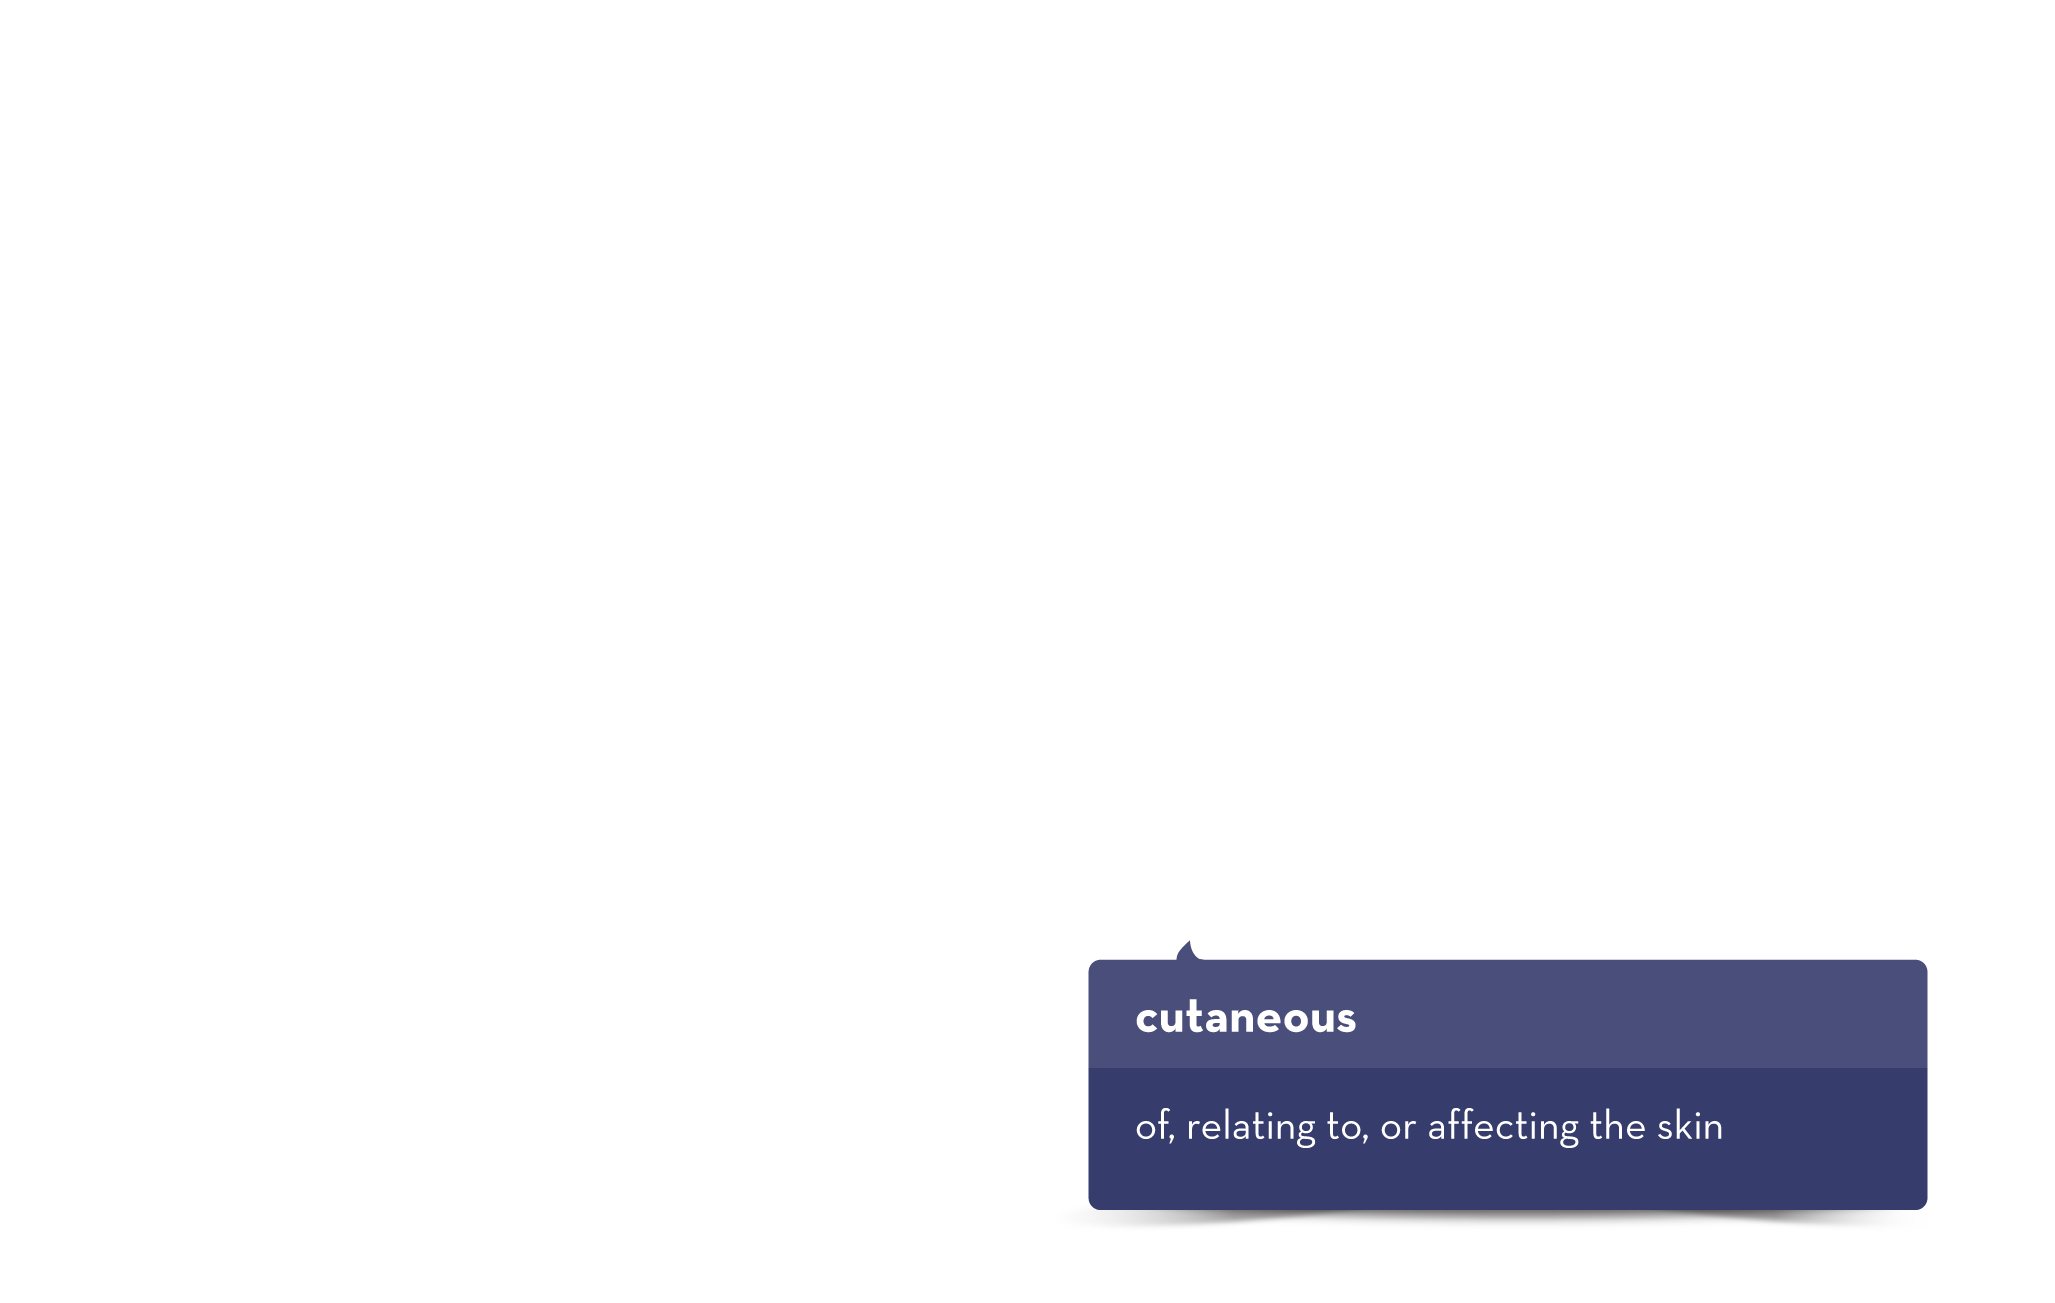 cutaneous
of, relating to, or affecting the skin